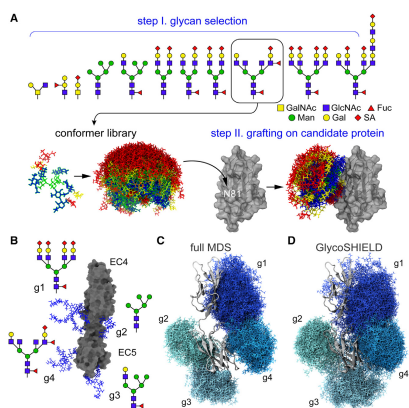 A
step I. glycan selection
GalNAc GlcNAc Fuc
Man Gal SA
conformer library
step II. grafting on candidate protein
N81
B
EC4
g1
g2
g4
EC5
g3
C
full MDS
g1
g2
g4
g3
D
GlycoSHIELD
g1
g2
g4
g3